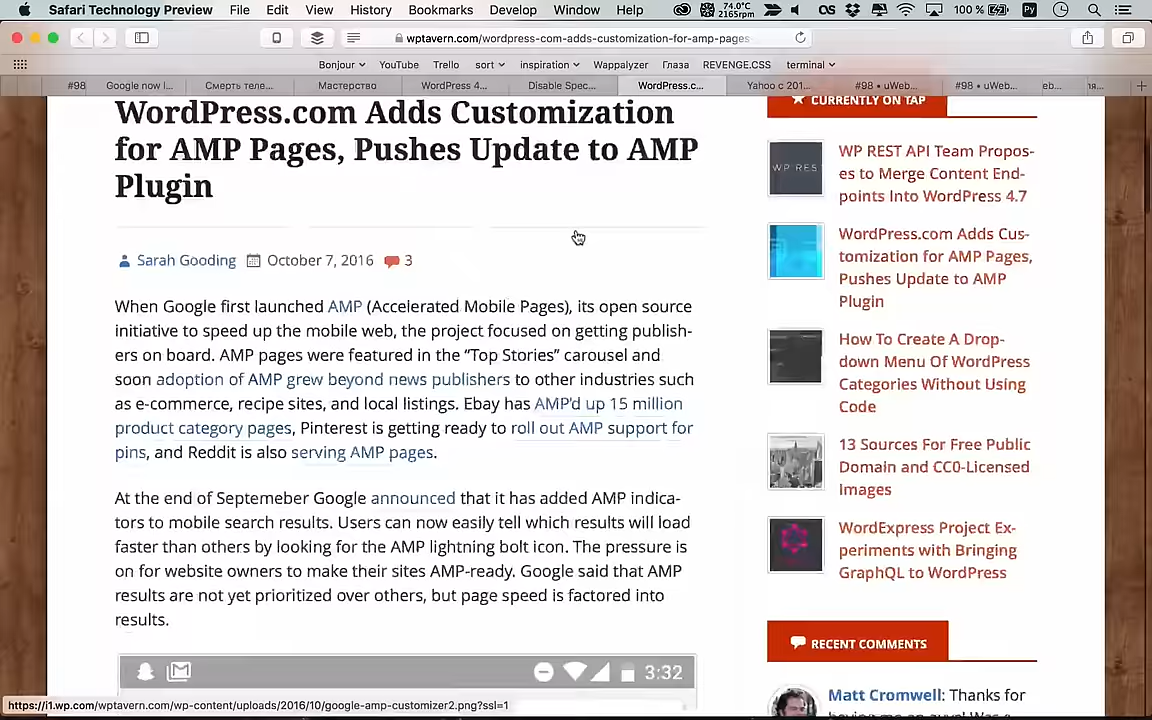 Safari Technology Preview File Edit View History Bookmarks Develop Window Help 74.0°C 2165rpm OS 100 % Py
wptavern.com/wordpress-com-adds-customization-for-amp-pages-
Bonjour YouTube Trello sort inspiration Wappalyzer Глаза REVENGE.CSS terminal
#98 Google now l... Смерть теле... Мастерство WordPress 4... Disable Spec... WordPress.c... Yahoo с 201... #98 • uWeb... #98 • uWeb... eb...
WordPress.com Adds Customization
for AMP Pages, Pushes Update to AMP
Plugin
Sarah Gooding October 7, 2016 3
When Google first launched AMP (Accelerated Mobile Pages), its open source
initiative to speed up the mobile web, the project focused on getting publish-
ers on board. AMP pages were featured in the “Top Stories” carousel and
soon adoption of AMP grew beyond news publishers to other industries such
as e-commerce, recipe sites, and local listings. Ebay has AMP’d up 15 million
product category pages, Pinterest is getting ready to roll out AMP support for
pins, and Reddit is also serving AMP pages.
At the end of Septemeber Google announced that it has added AMP indica-
tors to mobile search results. Users can now easily tell which results will load
faster than others by looking for the AMP lightning bolt icon. The pressure is
on for website owners to make their sites AMP-ready. Google said that AMP
results are not yet prioritized over others, but page speed is factored into
results.
3:32
CURRENTLY ON TAP
WP REST
WP REST API Team Propos-
es to Merge Content End-
points Into WordPress 4.7
WordPress.com Adds Cus-
tomization for AMP Pages,
Pushes Update to AMP
Plugin
How To Create A Drop-
down Menu Of WordPress
Categories Without Using
Code
13 Sources For Free Public
Domain and CC0-Licensed
Images
WordExpress Project Ex-
periments with Bringing
GraphQL to WordPress
RECENT COMMENTS
Matt Cromwell: Thanks for
https://i1.wp.com/wptavern.com/wp-content/uploads/2016/10/google-amp-customizer2.png?ssl=1